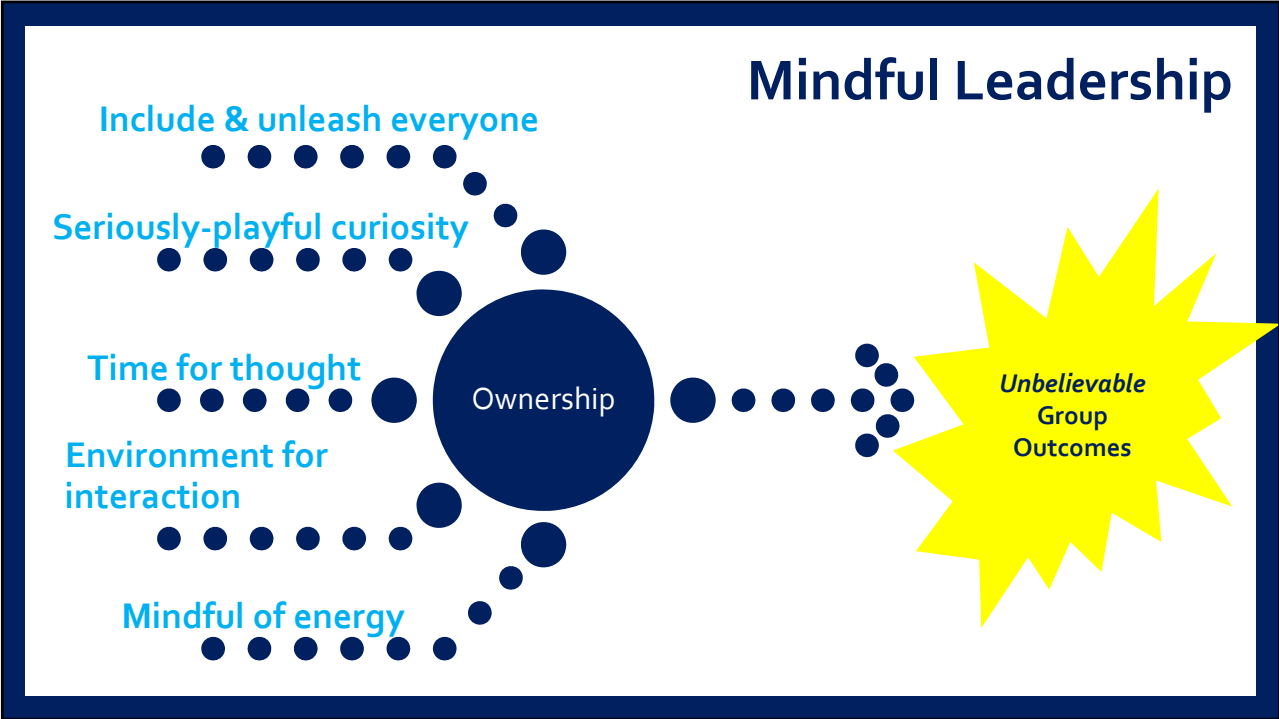 Mindful Leadership
Include & unleash everyone
Seriously-playful curiosity
Time for thought
Environment for
interaction
Mindful of energy
Ownership
Unbelievable
Group
Outcomes